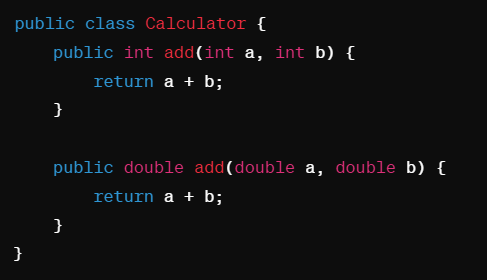 public class Calculator {
    public int add(int a, int b) {
        return a + b;
    }

    public double add(double a, double b) {
        return a + b;
    }
}